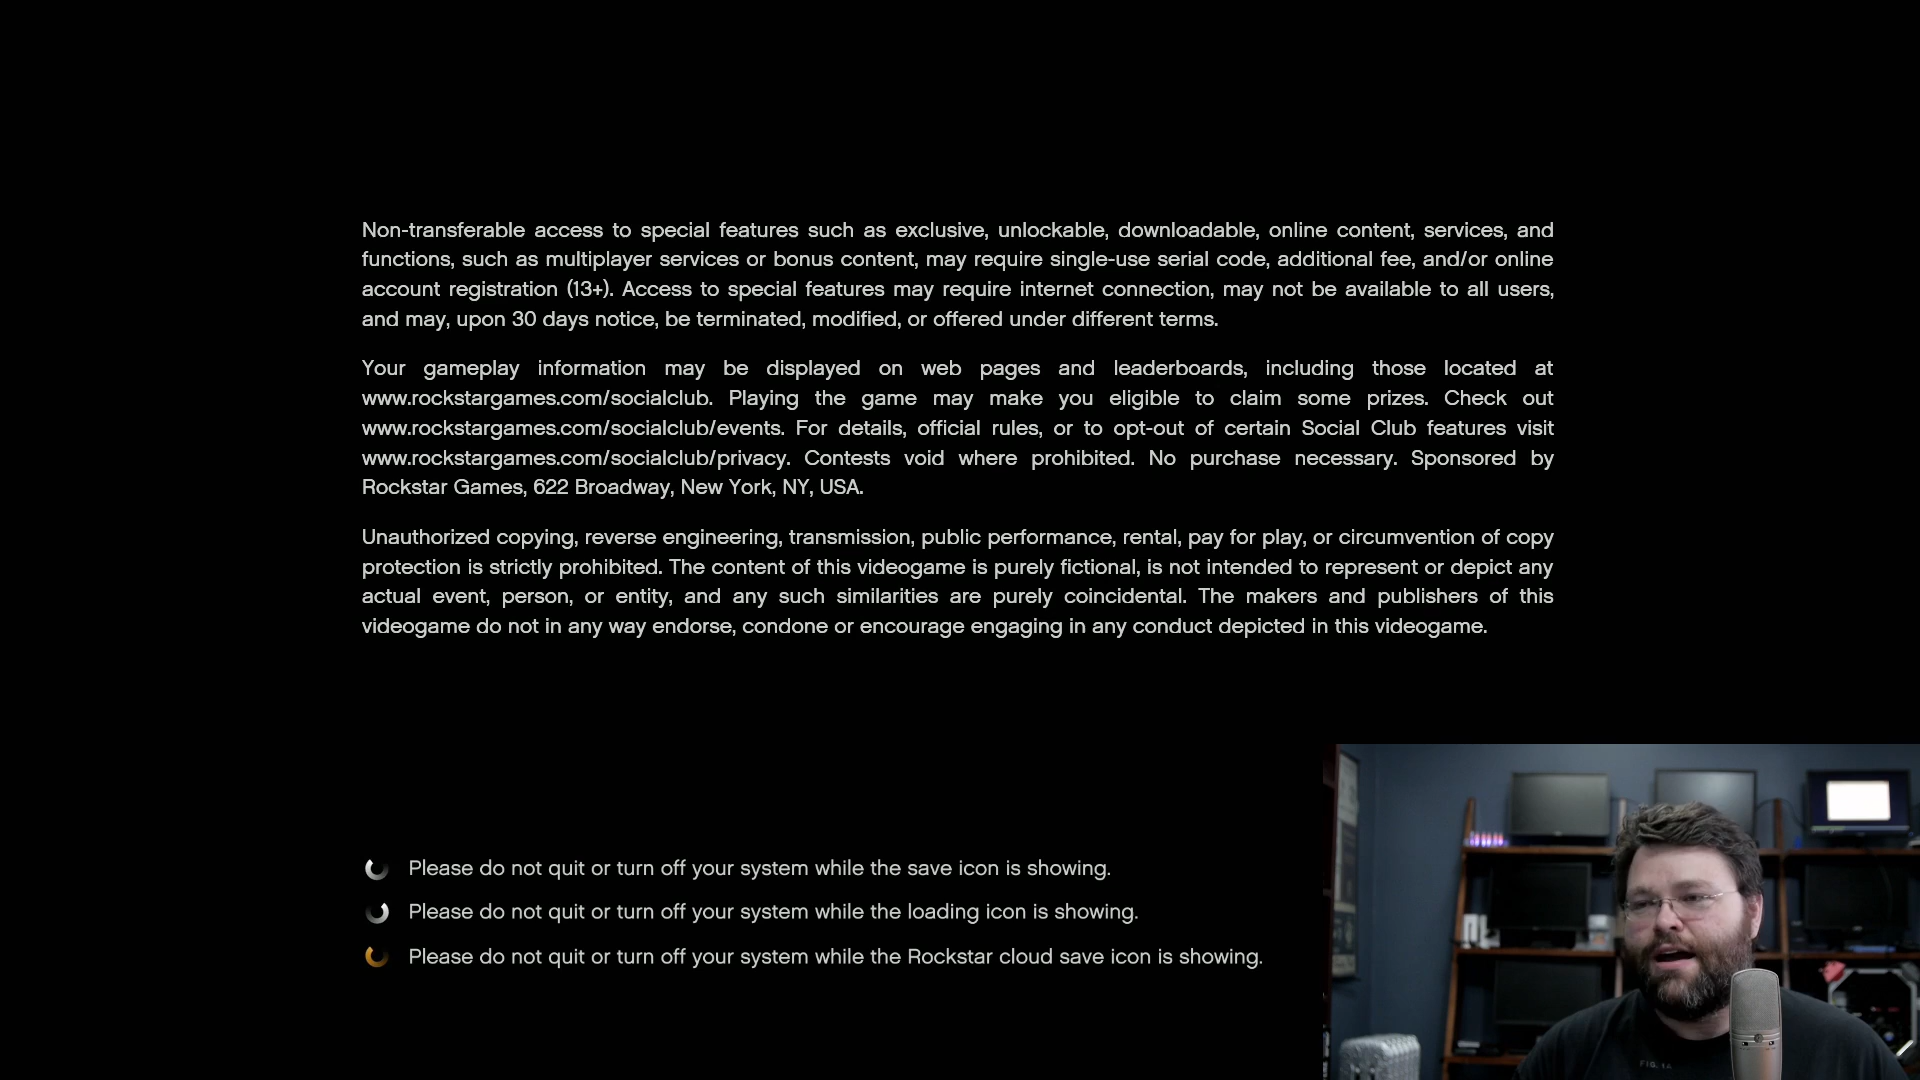 Non-transferable access to special features such as exclusive, unlockable, downloadable, online content, services, and
functions, such as multiplayer services or bonus content, may require single-use serial code, additional fee, and/or online
account registration (13+). Access to special features may require internet connection, may not be available to all users,
and may, upon 30 days notice, be terminated, modified, or offered under different terms.
Your gameplay information may be displayed on web pages and leaderboards, including those located at
www.rockstargames.com/socialclub. Playing the game may make you eligible to claim some prizes. Check out
www.rockstargames.com/socialclub/events. For details, official rules, or to opt-out of certain Social Club features visit
www.rockstargames.com/socialclub/privacy. Contests void where prohibited. No purchase necessary. Sponsored by
Rockstar Games, 622 Broadway, New York, NY, USA.
Unauthorized copying, reverse engineering, transmission, public performance, rental, pay for play, or circumvention of copy
protection is strictly prohibited. The content of this videogame is purely fictional, is not intended to represent or depict any
actual event, person, or entity, and any such similarities are purely coincidental. The makers and publishers of this
videogame do not in any way endorse, condone or encourage engaging in any conduct depicted in this videogame.
Please do not quit or turn off your system while the save icon is showing.
Please do not quit or turn off your system while the loading icon is showing.
Please do not quit or turn off your system while the Rockstar cloud save icon is showing.
FIG. 1A